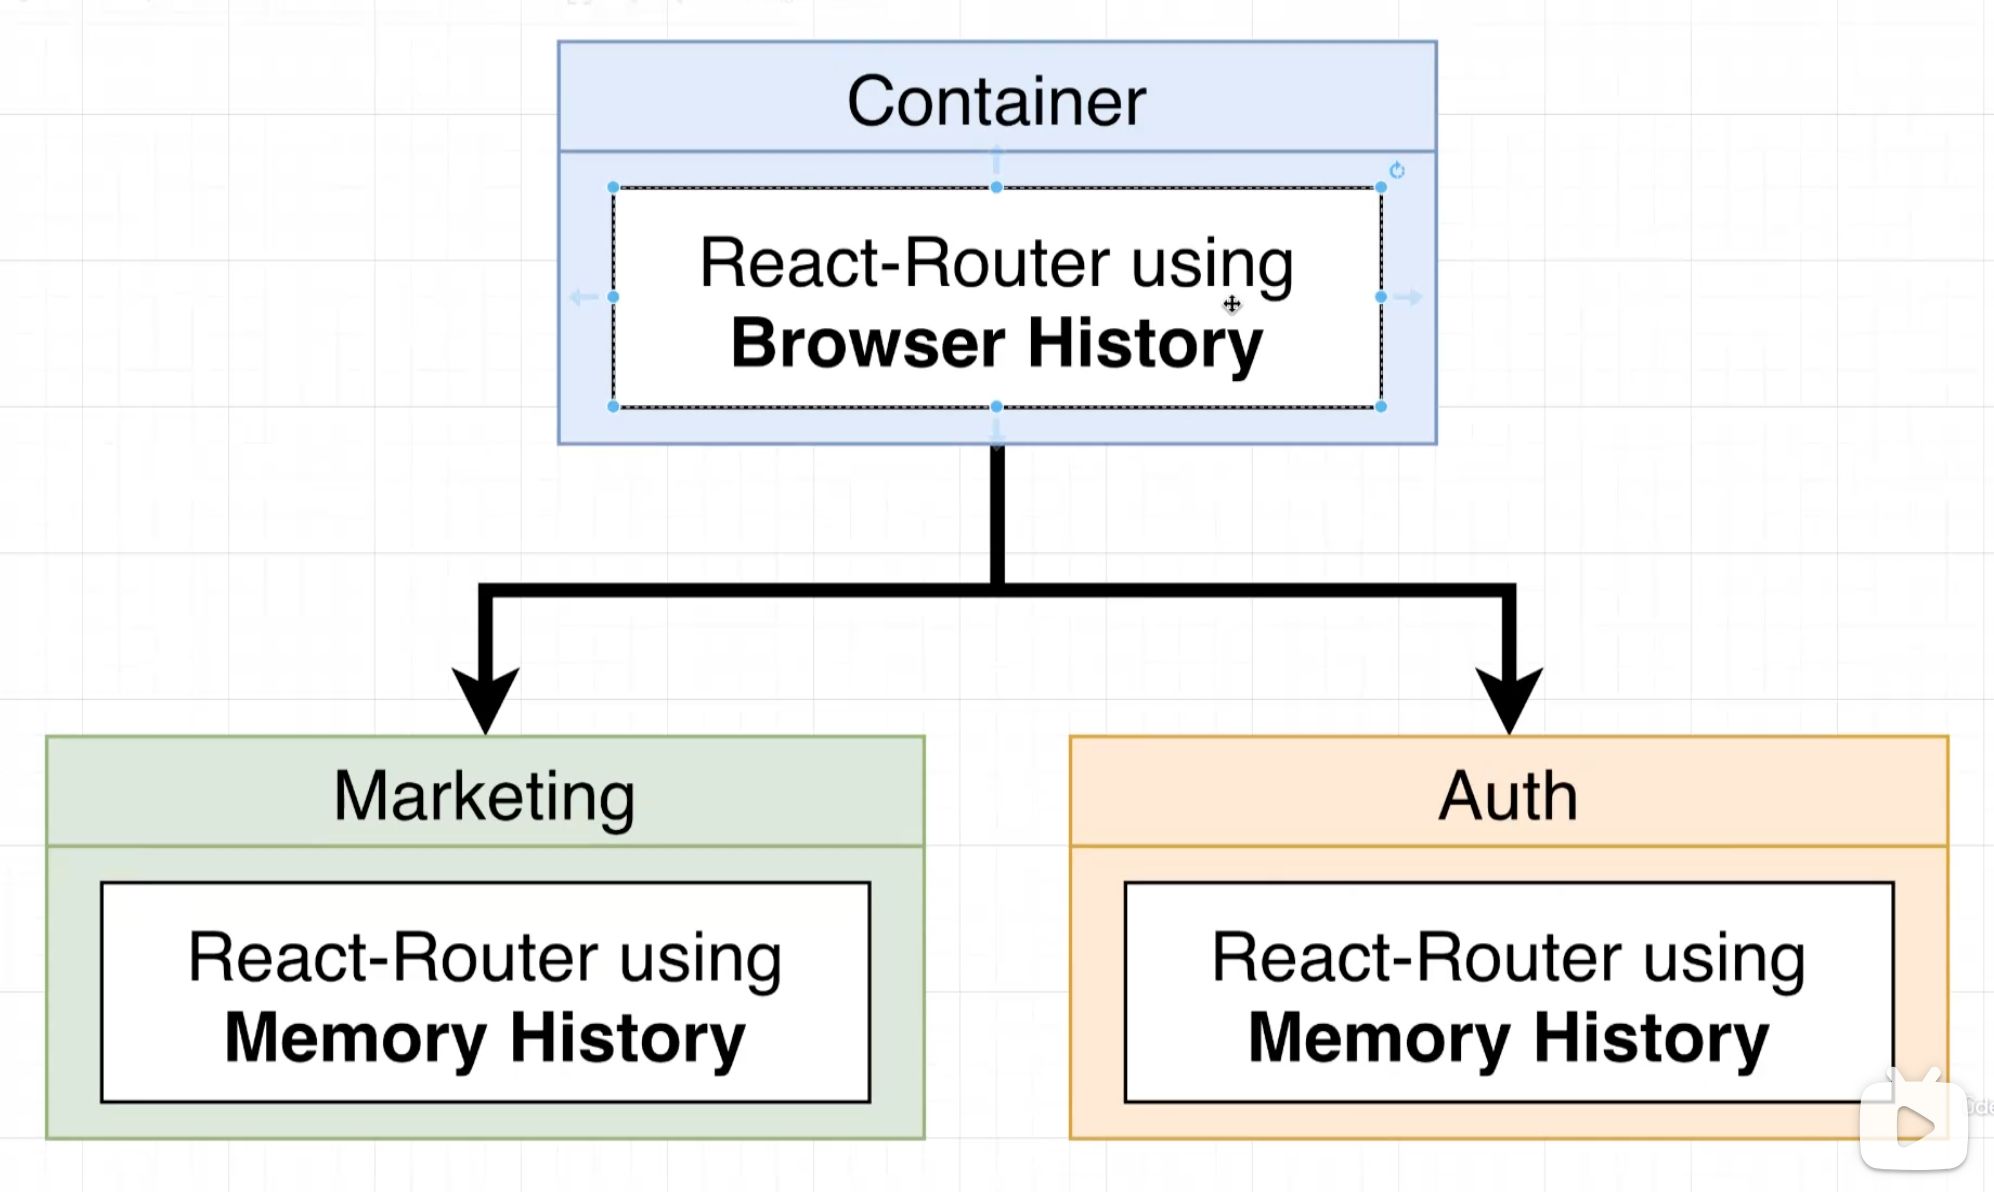 Container
React-Router using
Browser History
Marketing
Auth
React-Router using
Memory History
React-Router using
Memory History